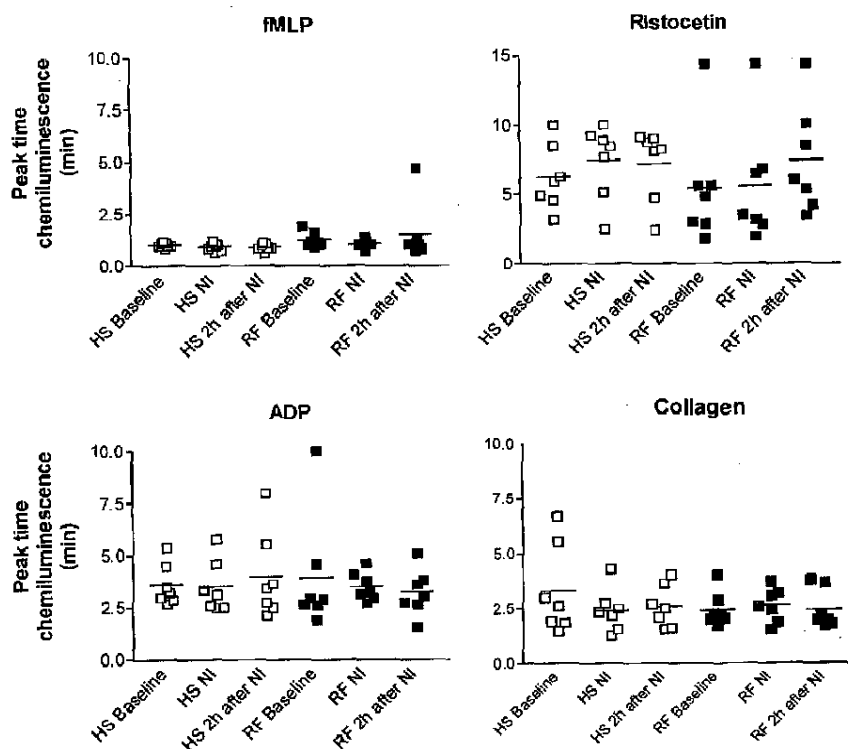 fMLP
Peak time
chemiluminescence
(min)
10.0
7.5
5.0
2.5
0.0
HS Baseline
HS NI
HS 2h after NI
RF Baseline
RF NI
RF 2h after NI
Ristocetin
15
10
5
0
HS Baseline
HS NI
HS 2h after NI
RF Baseline
RF NI
RF 2h after NI
ADP
Peak time
chemiluminescence
(min)
10.0
7.5
5.0
2.5
0.0
HS Baseline
HS NI
HS 2h after NI
RF Baseline
RF NI
RF 2h after NI
Collagen
10.0
7.5
5.0
2.5
0.0
HS Baseline
HS NI
HS 2h after NI
RF Baseline
RF NI
RF 2h after NI